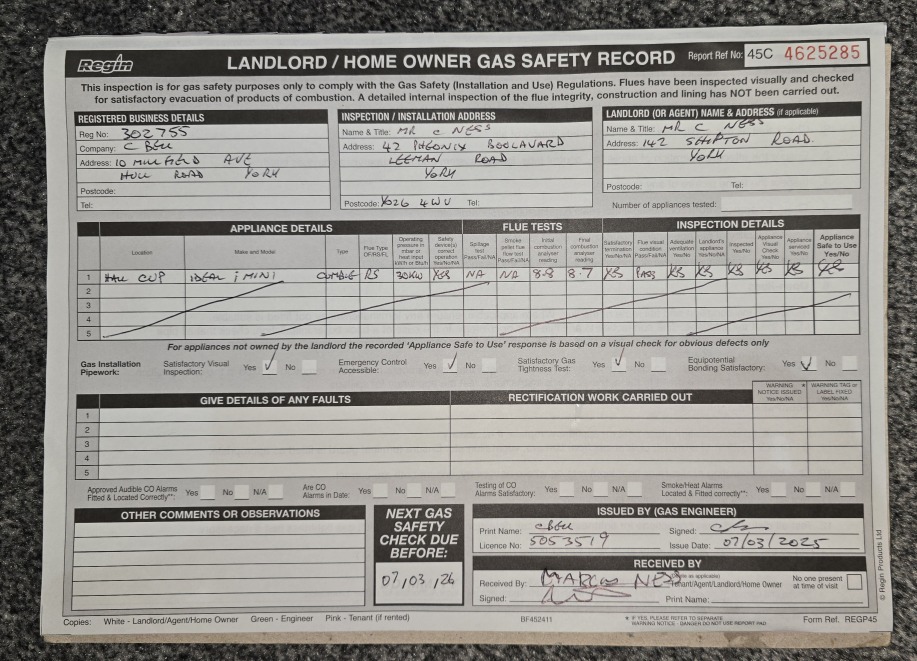 Regin
LANDLORD / HOME OWNER GAS SAFETY RECORD
Report Ref No: 45C 4625285
This inspection is for gas safety purposes only to comply with the Gas Safety (Installation and Use) Regulations. Flues have been inspected visually and checked
for satisfactory evacuation of products of combustion. A detailed internal inspection of the flue integrity, construction and lining has NOT been carried out.
REGISTERED BUSINESS DETAILS
Reg No: 302755
Company: C BELL
Address: 10 MILLFIELD AVE
HULL ROAD YORK
Postcode:
Tel:
INSPECTION / INSTALLATION ADDRESS
Name & Title: MR C NESS
Address: 42 PHEONIX BOULAVARD
LEEMAN ROAD
YORK
Postcode: YO26 4WU Tel:
LANDLORD (OR AGENT) NAME & ADDRESS (if applicable)
Name & Title: MR C NESS
Address: 142 SHIPTON ROAD.
YORK
Postcode: Tel:
Number of appliances tested:
APPLIANCE DETAILS
FLUE TESTS
INSPECTION DETAILS
Location Make and Model Type Flue Type OF/RS/FL Operating pressure in mbar or heat input kW/h or Btu/h Safety device(s) correct operation Yes/No/NA Spillage test Pass/Fail/NA Smoke pellet flue flow test Pass/Fail/NA Initial combustion analyser reading Final combustion analyser reading Satisfactory termination Yes/No/NA Flue visual condition Pass/Fail/NA Adequate ventilation Yes/No Landlord's appliance Yes/No/NA Inspected Yes/No Appliance Visual Check Yes/No Appliance serviced Yes/No Appliance Safe to Use Yes/No
1 HALL CUP IDEAL iMINI COMBIE RS 30KW YES NA NA 8.8 8.7 YES PASS YES YES YES YES YES YES
2
3
4
5
For appliances not owned by the landlord the recorded 'Appliance Safe to Use' response is based on a visual check for obvious defects only
Gas Installation Pipework: Satisfactory Visual Inspection: Yes ✓ No Emergency Control Accessible: Yes ✓ No Satisfactory Gas Tightness Test: Yes ✓ No Equipotential Bonding Satisfactory: Yes ✓ No
GIVE DETAILS OF ANY FAULTS
RECTIFICATION WORK CARRIED OUT
WARNING NOTICE ISSUED Yes/No/NA *
WARNING TAG or LABEL FIXED Yes/No/NA
1
2
3
4
5
Approved Audible CO Alarms Fitted & Located Correctly**: Yes No N/A Are CO Alarms in Date: Yes No N/A Testing of CO Alarms Satisfactory: Yes No N/A Smoke/Heat Alarms Located & Fitted correctly**: Yes No N/A
OTHER COMMENTS OR OBSERVATIONS
NEXT GAS
SAFETY
CHECK DUE
BEFORE:
07/03/26
ISSUED BY (GAS ENGINEER)
Print Name: C BELL Signed:
Licence No: 5053519 Issue Date: 07/03/2025
RECEIVED BY
Received By: MARCUS NESS Tenant/Agent/Landlord/Home Owner
No one present at time of visit
Signed: Print Name:
© Regin Products Ltd
Copies: White - Landlord/Agent/Home Owner Green - Engineer Pink - Tenant (if rented)
BF452411
* IF YES, PLEASE REFER TO SEPARATE
WARNING NOTICE - DANGER DO NOT USE REPORT PAD
Form Ref. REGP45